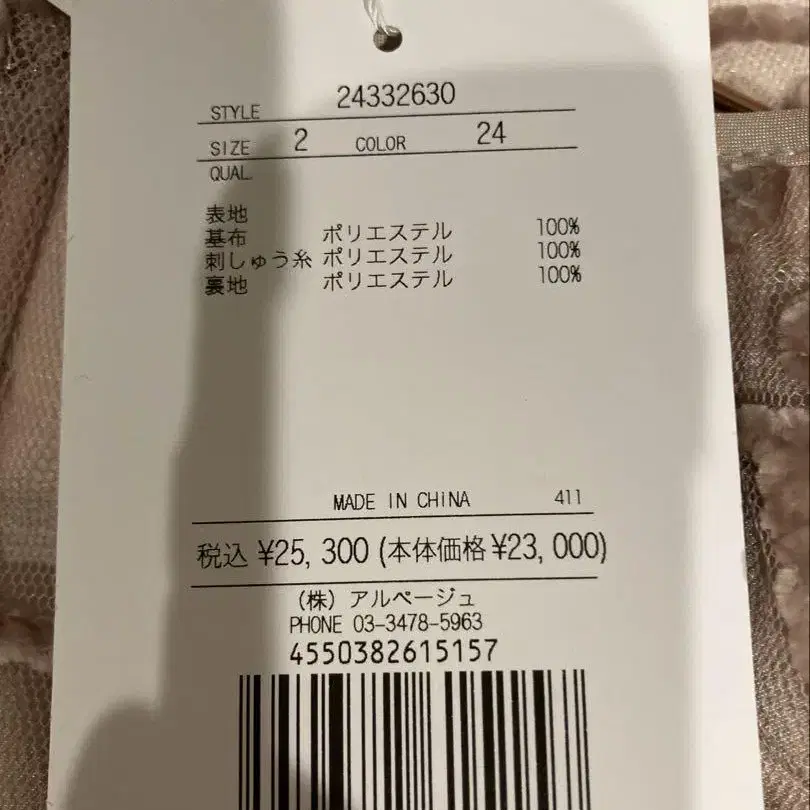 STYLE 24332630
SIZE 2 COLOR 24
QUAL.
表地
基布 ポリエステル 100%
刺しゅう糸 ポリエステル 100%
裏地 ポリエステル 100%
MADE IN CHINA 411
税込 ¥25,300 (本体価格 ¥23,000)
(株) アルページュ
PHONE 03-3478-5963
4550382615157